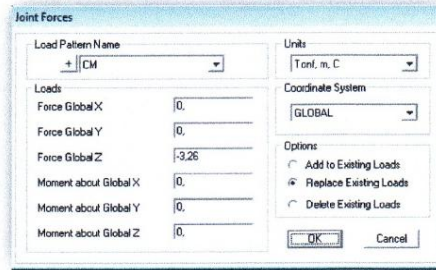 Joint Forces
Load Pattern Name
+ CM
Units
Tonf, m, C
Loads
Force Global X 0,
Force Global Y 0,
Force Global Z -3,26
Moment about Global X 0,
Moment about Global Y 0,
Moment about Global Z 0,
Coordinate System
GLOBAL
Options
Add to Existing Loads
Replace Existing Loads
Delete Existing Loads
OK Cancel